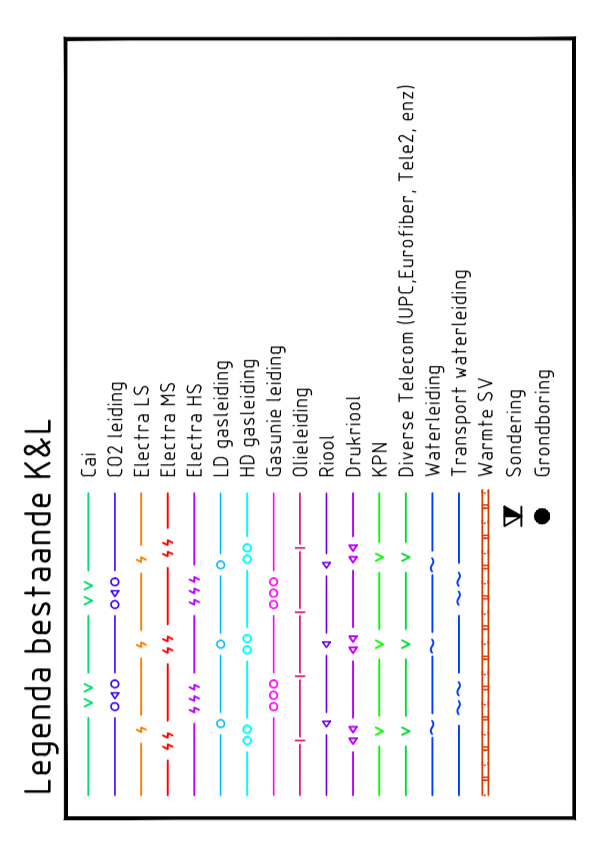 Legenda bestaande K&L
Cai
CO2 leiding
Electra LS
Electra MS
Electra HS
LD gasleiding
HD gasleiding
Gasunie leiding
Olieleiding
Riool
Drukriool
KPN
Diverse Telecom (UPC,Eurofiber, Tele2, enz)
Waterleiding
Transport waterleiding
Warmte SV
Sondering
Grondboring